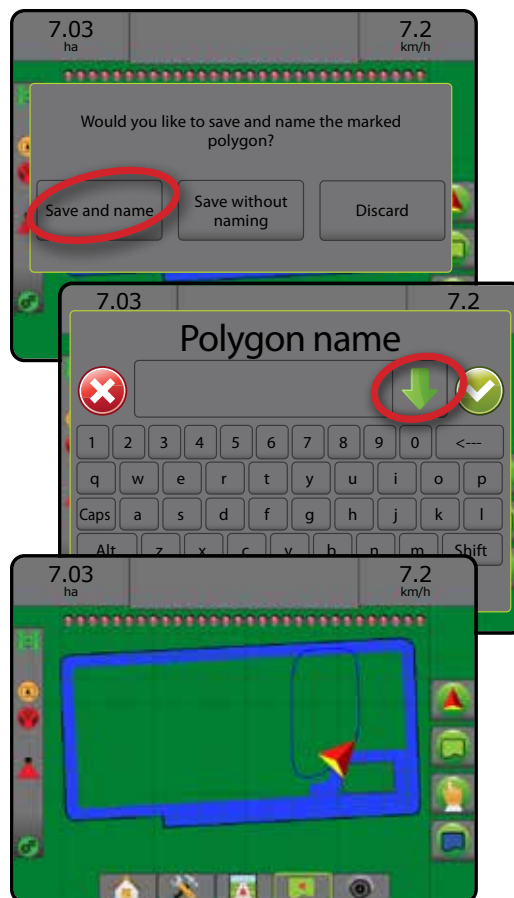 7.03 7.2
ha km/h
Would you like to save and name the marked
polygon?
Save and name
Save without
naming
Discard
7.03 7.2
Polygon name
1 2 3 4 5 6 7 8 9 0 <---
q w e r t y u i o p
Caps a s d f g h j k l
Alt z x c v b n m Shift
7.03 7.2
ha km/h